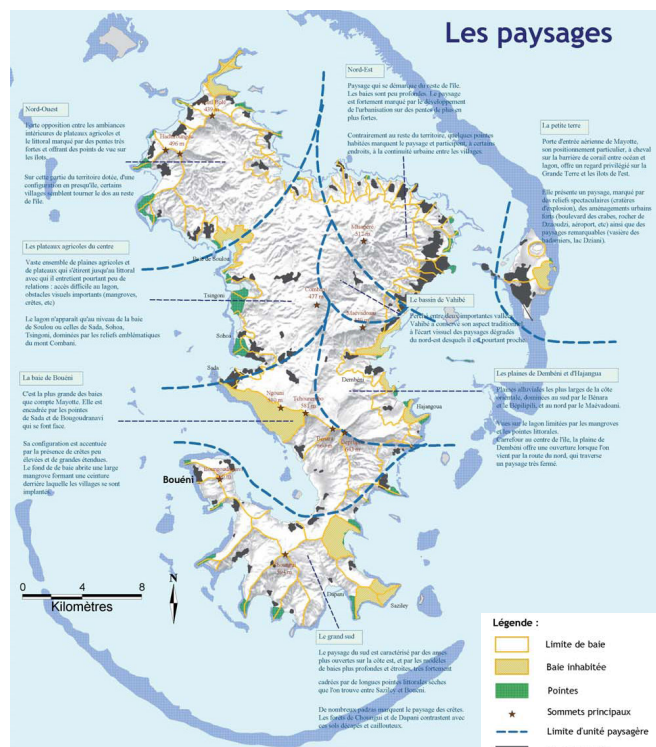 Les paysages
Nord-Ouest
Forte opposition entre les ambiances
intérieures de plateaux agricoles et
le littoral marqué par des pentes très
fortes et offrant des points de vue sur
les îlots.
Sur cette partie du territoire dotée, d'une
configuration en presqu'île, certains
villages semblent tourner le dos au reste
de l'île.
Nord-Est
Paysage qui se démarque du reste de l'île.
Les baies sont peu profondes. Le paysage
est fortement marqué par le développement
de l'urbanisation sur des pentes de plus en
plus fortes.
Contrairement au reste du territoire, quelques pointes
habitées marquent le paysage et participent, à certains
endroits, à la continuité urbaine entre les villages.
La petite terre
Porte d'entrée aérienne de Mayotte,
son positionnement particulier, à cheval
sur la barrière de corail entre océan et
lagon, offre un regard privilégié sur la
Grande Terre et les îlots de l'est.
Elle présente un paysage, marqué par
des reliefs spectaculaires (cratères
d'explosion), des aménagements urbains
forts (boulevard des crabes, rocher de
Dzaoudzi, aéroport, etc) ainsi que des
paysages remarquables (vasière des
badamiers, lac Dziani).
Les plateaux agricoles du centre
Vaste ensemble de plaines agricoles et
de plateaux qui s'étirent jusqu'au littoral
avec qui il entretient pourtant peu de
relations : accès difficile au lagon,
obstacles visuels importants (mangroves,
crêtes, etc)
Le lagon n'apparaît qu'au niveau de la baie
de Soulou ou celles de Sada, Sohoa,
Tsingoni, dominées par les reliefs emblématiques
du mont Combani.
Baie de Soulou
Tsingoni
Sohoa
Sada
Le bassin de Vahibé
Vahibé a conservé son aspect traditionnel
à l'écart visuel des paysages dégradés
du nord-est desquels il est pourtant proche.
La baie de Bouéni
C'est la plus grande des baies
que compte Mayotte. Elle est
encadrée par les pointes
de Sada et de Bougoudranavi
qui se font face.
Sa configuration est accentuée
par la présence de crêtes peu
élevées et de grandes étendues.
Le fond de de baie abrite une large
mangrove formant une ceinture
derrière laquelle les villages se sont
implantés.
Les plaines de Dembéni et d'Hajangua
Plaines alluviales les plus larges de la côte
orientale, dominées au sud par le Bénara
et le Bépilipili, et au nord par le Maévadouni.
Vues sur le lagon limitées par les mangroves
et les pointes littorales.
Carrefour au centre de l'île, la plaine de
Dembéni offre une ouverture lorsque l'on
vient par la route du nord, qui traverse
un paysage très fermé.
Dembéni
Hajangoua
Bouéni
Dapani
Saziley
N
0 4 8
Kilomètres
Le grand sud
Le paysage du sud est caractérisé par des anses
plus ouvertes sur la côte est, et par les modelés
de baies plus profondes et étroites, très fortement
cadrées par de longues pointes littorales sèches
que l'on trouve entre Saziley et Bouéni.
De nombreux padzas marquent le paysage des crêtes.
Les forêts de Choungui et de Dapani contrastent avec
ces sols décapés et caillouteux.
Légende :
Limite de baie
Baie inhabitée
Pointes
Sommets principaux
Limite d'unité paysagère